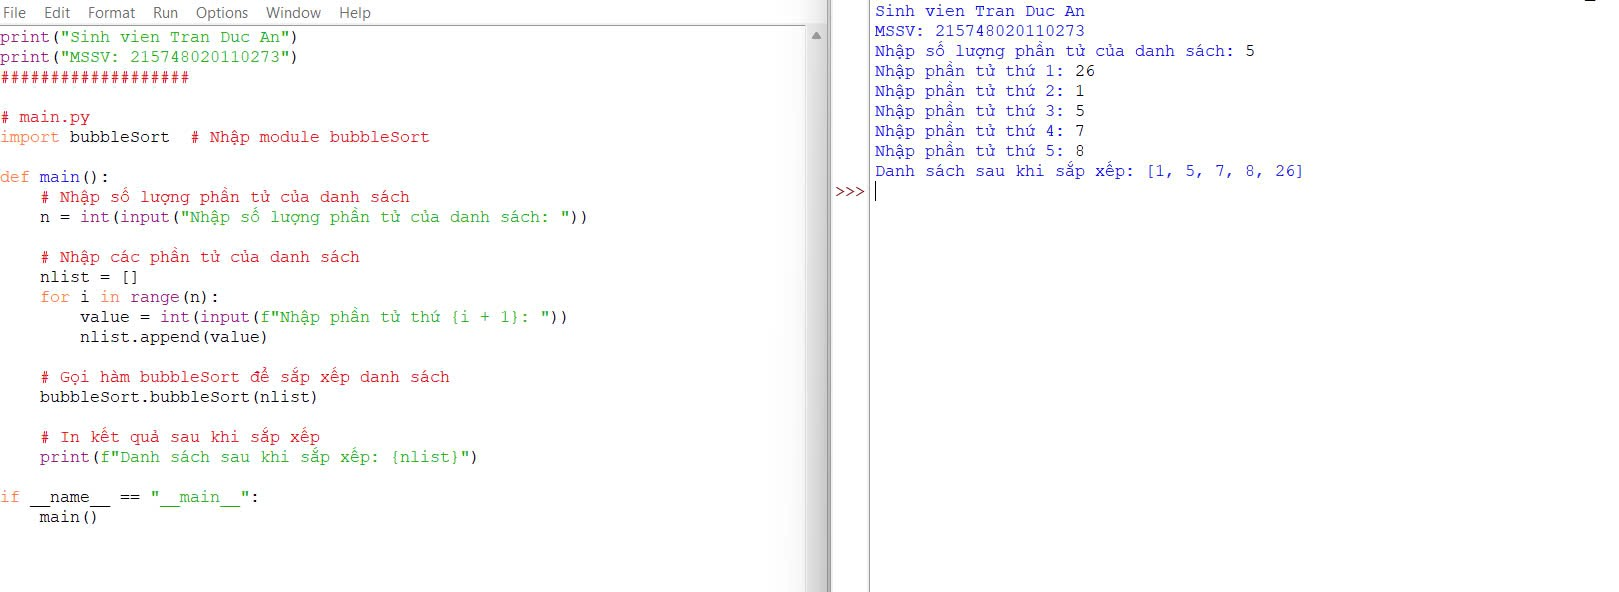 File Edit Format Run Options Window Help
print("Sinh vien Tran Duc An")
print("MSSV: 215748020110273")
###################
# main.py
import bubbleSort  # Nhập module bubbleSort
def main():
    # Nhập số lượng phần tử của danh sách
    n = int(input("Nhập số lượng phần tử của danh sách: "))
    # Nhập các phần tử của danh sách
    nlist = []
    for i in range(n):
        value = int(input(f"Nhập phần tử thứ {i + 1}: "))
        nlist.append(value)
    # Gọi hàm bubbleSort để sắp xếp danh sách
    bubbleSort.bubbleSort(nlist)
    # In kết quả sau khi sắp xếp
    print(f"Danh sách sau khi sắp xếp: {nlist}")
if __name__ == "__main__":
    main()
Sinh vien Tran Duc An
MSSV: 215748020110273
Nhập số lượng phần tử của danh sách: 5
Nhập phần tử thứ 1: 26
Nhập phần tử thứ 2: 1
Nhập phần tử thứ 3: 5
Nhập phần tử thứ 4: 7
Nhập phần tử thứ 5: 8
Danh sách sau khi sắp xếp: [1, 5, 7, 8, 26]
>>>